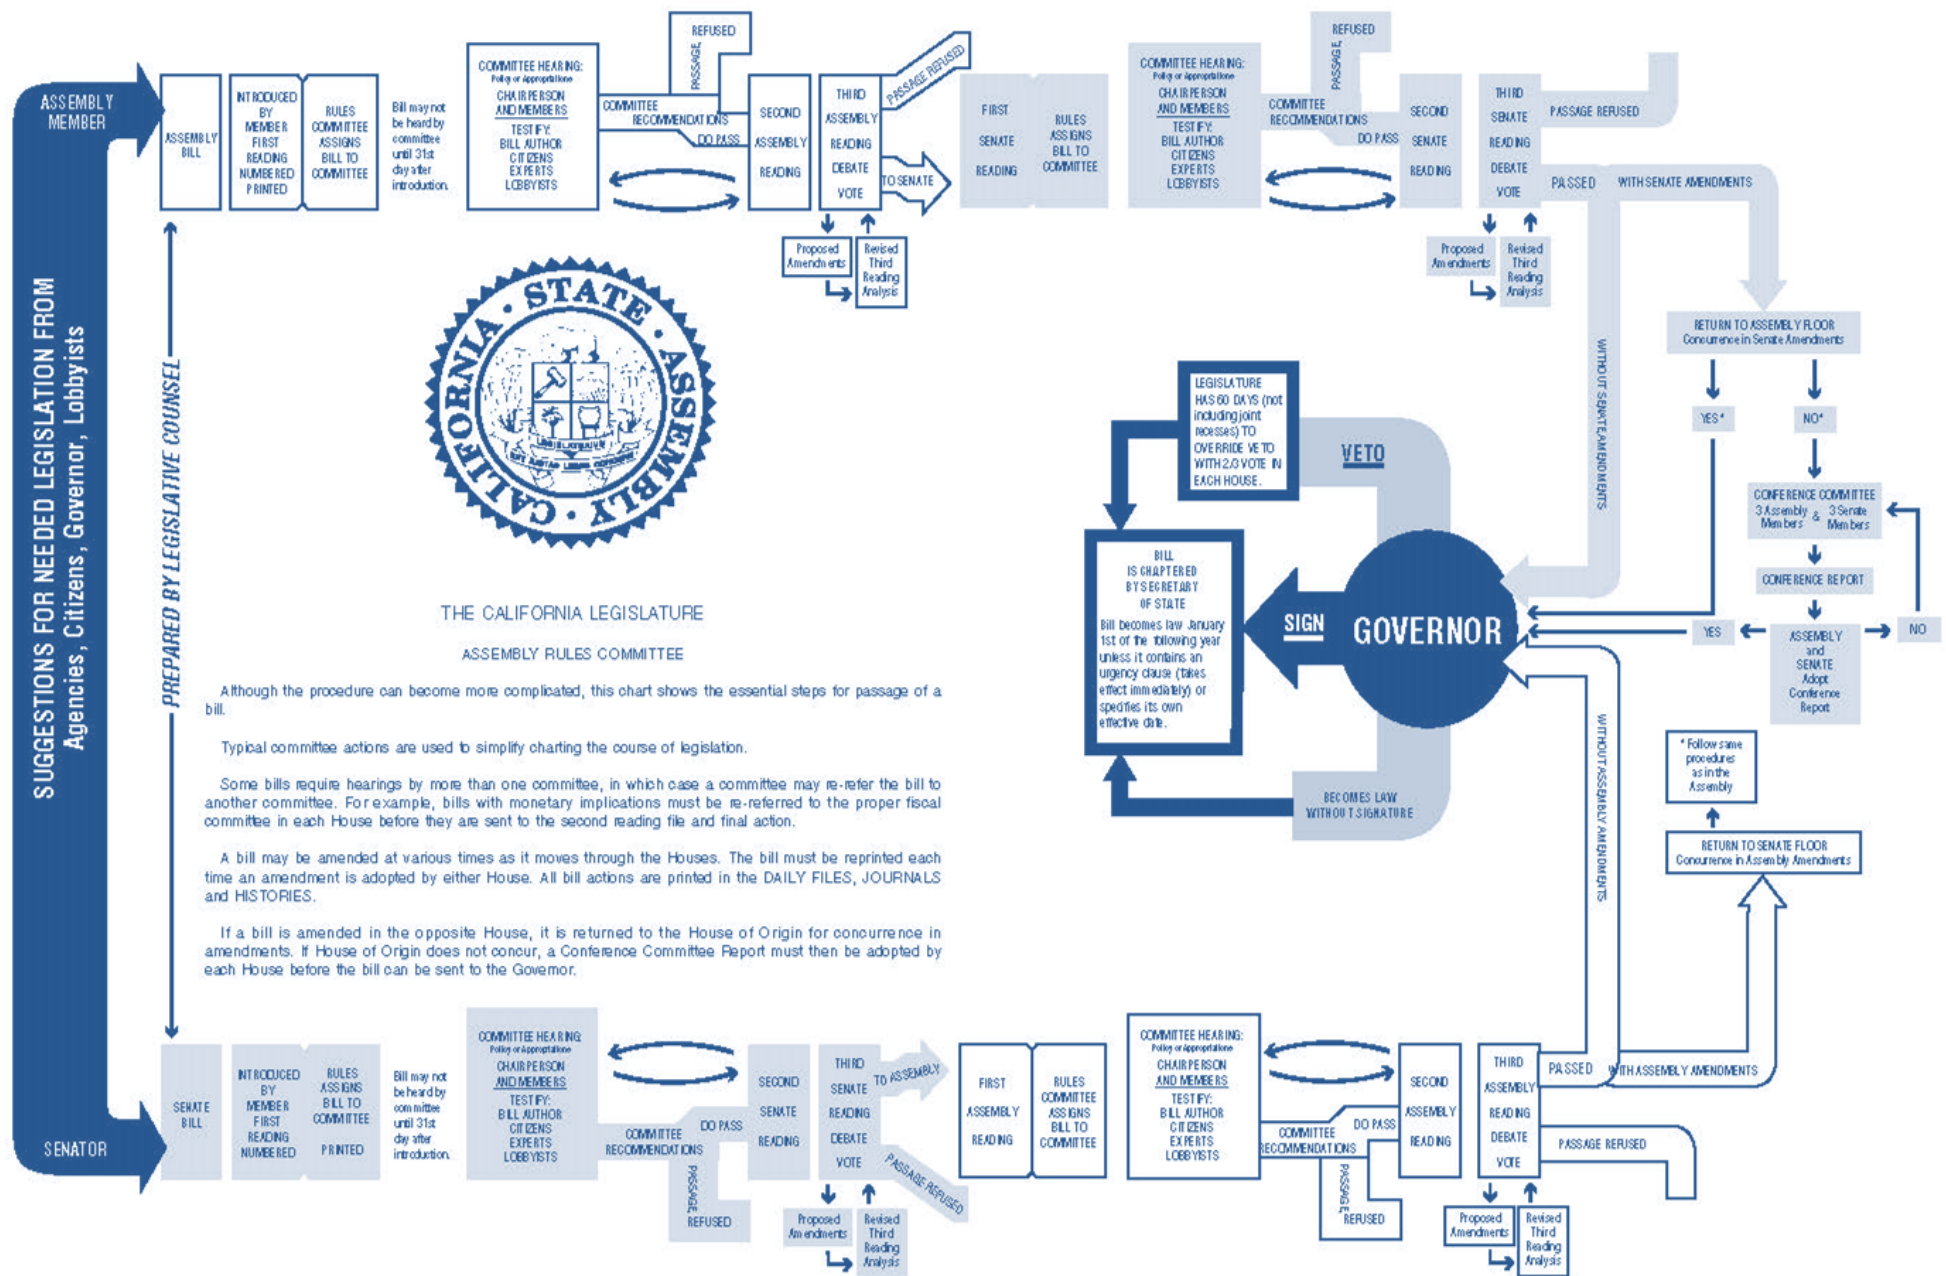 SUGGESTIONS FOR NEEDED LEGISLATION FROM
Agencies, Citizens, Governor, Lobbyists
ASSEMBLY
MEMBER
SENATOR
PREPARED BY LEGISLATIVE COUNSEL
ASSEMBLY
BILL
INTRODUCED
BY
MEMBER
FIRST
READING
NUMBERED
PRINTED
RULES
COMMITTEE
ASSIGNS
BILL TO
COMMITTEE
Bill may not
be heard by
committee
until 31st
day after
introduction.
COMMITTEE HEARING:
Policy or Appropriations
CHAIRPERSON
AND MEMBERS
TESTIFY:
BILL AUTHOR
CITIZENS
EXPERTS
LOBBYISTS
COMMITTEE
RECOMMENDATIONS
PASSAGE
REFUSED
DO PASS
SECOND
ASSEMBLY
READING
THIRD
ASSEMBLY
READING
DEBATE
VOTE
PASSAGE REFUSED
TO SENATE
Proposed
Amendments
Revised
Third
Reading
Analysis
FIRST
SENATE
READING
RULES
ASSIGNS
BILL TO
COMMITTEE
COMMITTEE HEARING:
Policy or Appropriations
CHAIRPERSON
AND MEMBERS
TESTIFY:
BILL AUTHOR
CITIZENS
EXPERTS
LOBBYISTS
COMMITTEE
RECOMMENDATIONS
PASSAGE
REFUSED
DO PASS
SECOND
SENATE
READING
THIRD
SENATE
READING
DEBATE
VOTE
PASSAGE REFUSED
PASSED
WITH SENATE AMENDMENTS
Proposed
Amendments
Revised
Third
Reading
Analysis
WITHOUT SENATE AMENDMENTS
RETURN TO ASSEMBLY FLOOR
Concurrence in Senate Amendments
YES*
NO*
CONFERENCE COMMITTEE
3 Assembly & 3 Senate
Members Members
CONFERENCE REPORT
ASSEMBLY
and
SENATE
Adopt
Conference
Report
YES
NO
CALIFORNIA · STATE · ASSEMBLY ·
THE CALIFORNIA LEGISLATURE
ASSEMBLY RULES COMMITTEE
Although the procedure can become more complicated, this chart shows the essential steps for passage of a
bill.
Typical committee actions are used to simplify charting the course of legislation.
Some bills require hearings by more than one committee, in which case a committee may re-refer the bill to
another committee. For example, bills with monetary implications must be re-referred to the proper fiscal
committee in each House before they are sent to the second reading file and final action.
A bill may be amended at various times as it moves through the Houses. The bill must be reprinted each
time an amendment is adopted by either House. All bill actions are printed in the DAILY FILES, JOURNALS
and HISTORIES.
If a bill is amended in the opposite House, it is returned to the House of Origin for concurrence in
amendments. If House of Origin does not concur, a Conference Committee Report must then be adopted by
each House before the bill can be sent to the Governor.
LEGISLATURE
HAS 60 DAYS (not
including joint
recesses) TO
OVERRIDE VETO
WITH 2/3 VOTE IN
EACH HOUSE.
VETO
BILL
IS CHAPTERED
BY SECRETARY
OF STATE
Bill becomes law January
1st of the following year
unless it contains an
urgency clause (takes
effect immediately) or
specifies its own
effective date.
SIGN
GOVERNOR
BECOMES LAW
WITHOUT SIGNATURE
WITHOUT ASSEMBLY AMENDMENTS
* Follow same
procedures
as in the
Assembly
RETURN TO SENATE FLOOR
Concurrence in Assembly Amendments
SENATE
BILL
INTRODUCED
BY
MEMBER
FIRST
READING
NUMBERED
RULES
ASSIGNS
BILL TO
COMMITTEE
PRINTED
Bill may not
be heard by
committee
until 31st
day after
introduction.
COMMITTEE HEARING:
Policy or Appropriations
CHAIRPERSON
AND MEMBERS
TESTIFY:
BILL AUTHOR
CITIZENS
EXPERTS
LOBBYISTS
COMMITTEE
RECOMMENDATIONS
DO PASS
PASSAGE
REFUSED
SECOND
SENATE
READING
THIRD
SENATE
READING
DEBATE
VOTE
TO ASSEMBLY
PASSAGE REFUSED
Proposed
Amendments
Revised
Third
Reading
Analysis
FIRST
ASSEMBLY
READING
RULES
COMMITTEE
ASSIGNS
BILL TO
COMMITTEE
COMMITTEE HEARING:
Policy or Appropriations
CHAIRPERSON
AND MEMBERS
TESTIFY:
BILL AUTHOR
CITIZENS
EXPERTS
LOBBYISTS
COMMITTEE
RECOMMENDATIONS
DO PASS
PASSAGE
REFUSED
SECOND
ASSEMBLY
READING
THIRD
ASSEMBLY
READING
DEBATE
VOTE
PASSED
WITH ASSEMBLY AMENDMENTS
PASSAGE REFUSED
Proposed
Amendments
Revised
Third
Reading
Analysis